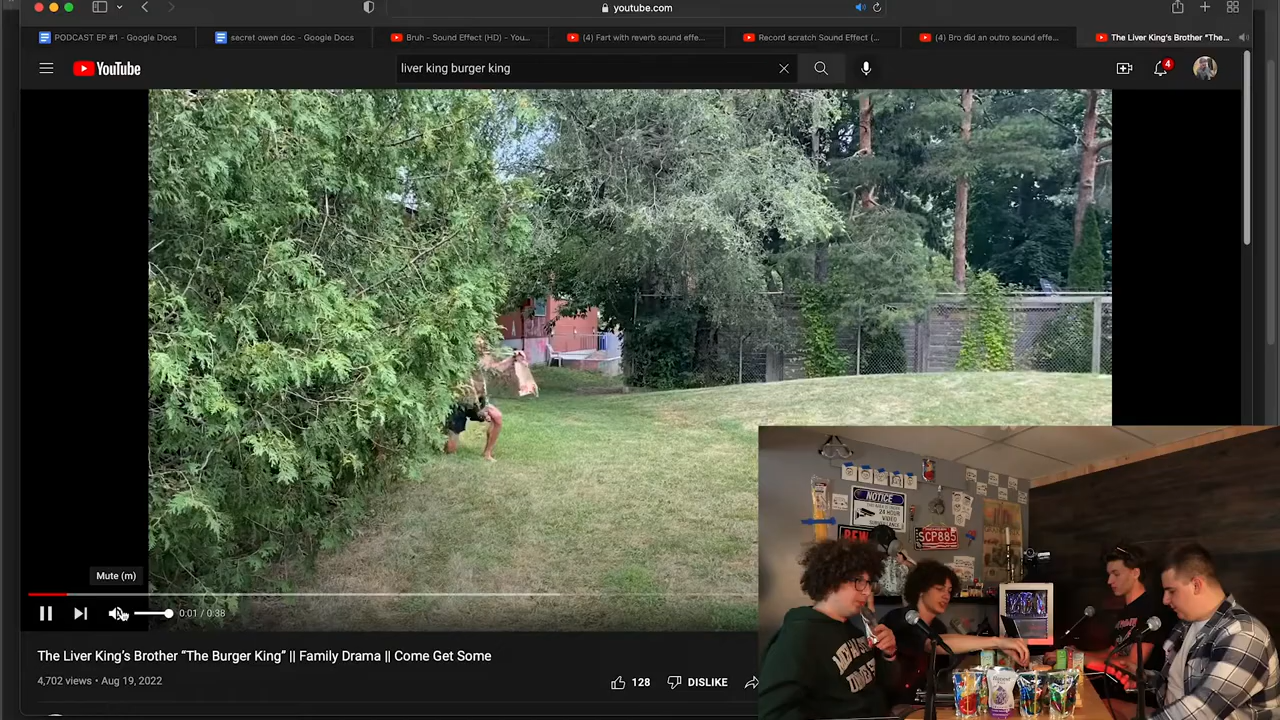 youtube.com
PODCAST EP #1 - Google Docs
secret owen doc - Google Docs
Bruh - Sound Effect (HD) - You...
(4) Fart with reverb sound effe...
Record scratch Sound Effect (...
(4) Bro did an outro sound effe...
The Liver King's Brother "The...
YouTube
liver king burger king
4
Mute (m)
0:01 / 0:38
The Liver King's Brother "The Burger King" || Family Drama || Come Get Some
4,702 views • Aug 19, 2022
128
DISLIKE
NOTICE
24 HOUR
VIDEO
SCP885